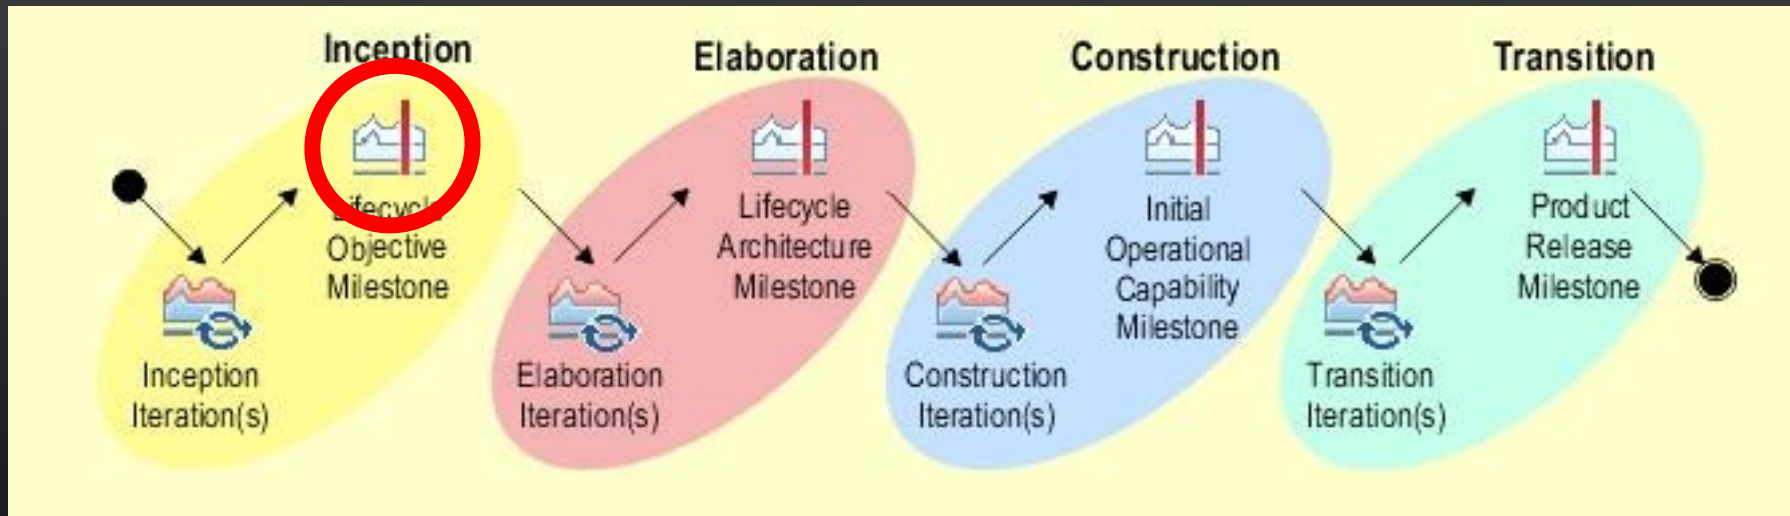 Inception
Lifecycle
Objective
Milestone
Inception
Iteration(s)
Elaboration
Lifecycle
Architecture
Milestone
Elaboration
Iteration(s)
Construction
Initial
Operational
Capability
Milestone
Construction
Iteration(s)
Transition
Product
Release
Milestone
Transition
Iteration(s)